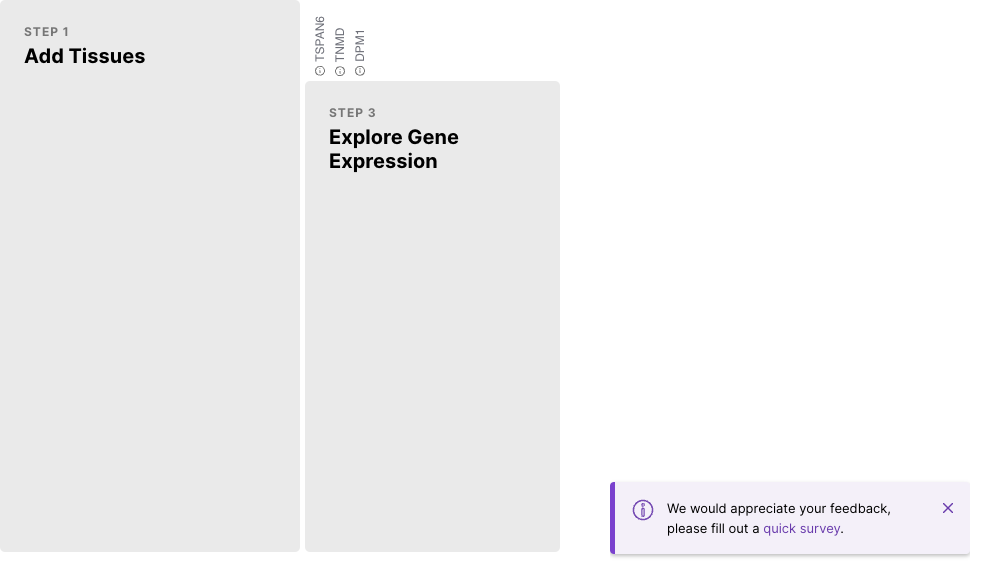 STEP 1
Add Tissues
TSPAN6
TNMD
DPM1
STEP 3
Explore Gene
Expression
We would appreciate your feedback,
please fill out a quick survey.